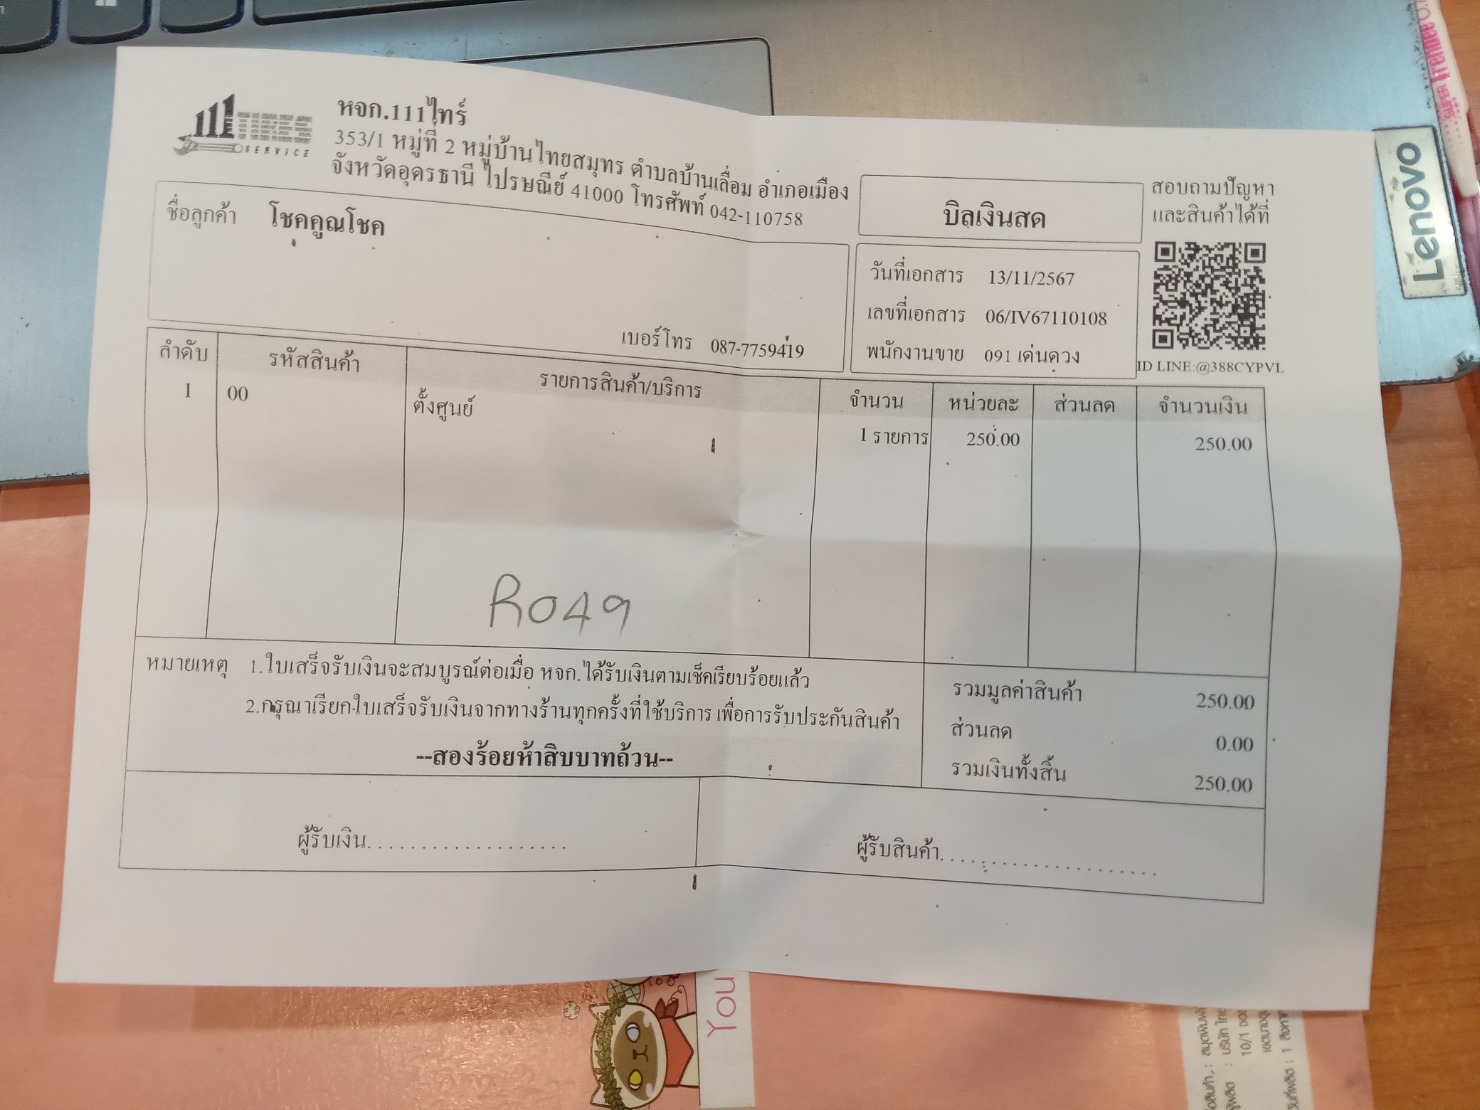 111 TIRES
SERVICE
หจก.111ไทร์
353/1 หมู่ที่ 2 หมู่บ้านไทยสมุทร ตำบลบ้านเลื่อม อำเภอเมือง
จังหวัดอุดรธานี ไปรษณีย์ 41000 โทรศัพท์ 042-110758
บิลเงินสด
สอบถามปัญหา
และสินค้าได้ที่
ID LINE:@388CYPVL
ชื่อลูกค้า โชคคูณโชค
เบอร์โทร 087-7759419
วันที่เอกสาร 13/11/2567
เลขที่เอกสาร 06/IV67110108
พนักงานขาย 091 เด่นดวง
ลำดับ รหัสสินค้า รายการสินค้า/บริการ จำนวน หน่วยละ ส่วนลด จำนวนเงิน
1 00 ตั้งศูนย์ 1 รายการ 250.00 250.00
R049
หมายเหตุ 1.ใบเสร็จรับเงินจะสมบูรณ์ต่อเมื่อ หจก.ได้รับเงินตามเช็คเรียบร้อยแล้ว
2.กรุณาเรียกใบเสร็จรับเงินจากทางร้านทุกครั้งที่ใช้บริการ เพื่อการรับประกันสินค้า
--สองร้อยห้าสิบบาทถ้วน--
รวมมูลค่าสินค้า 250.00
ส่วนลด 0.00
รวมเงินทั้งสิ้น 250.00
ผู้รับเงิน....................
ผู้รับสินค้า......................
Lenovo
You